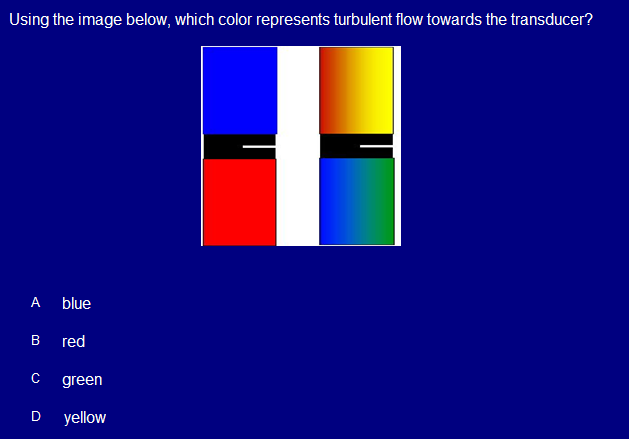 Using the image below, which color represents turbulent flow towards the transducer?
A blue
B red
C green
D yellow